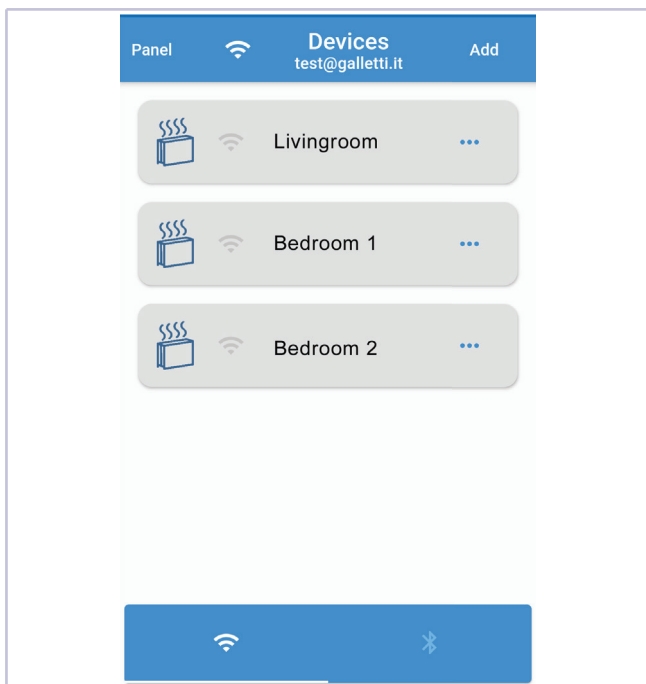 Panel
Devices
test@galletti.it
Add
Livingroom
Bedroom 1
Bedroom 2